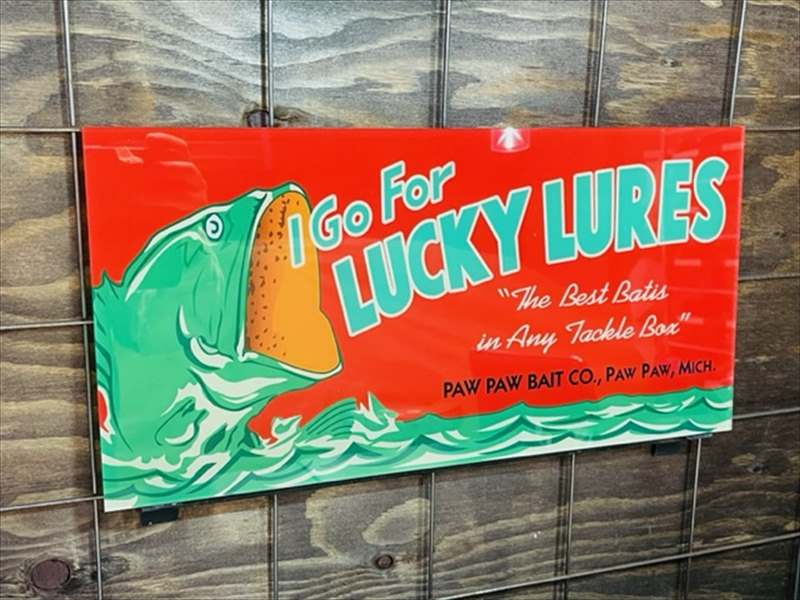 I Go For
LUCKY LURES
"The Best Batis
in Any Tackle Box"
PAW PAW BAIT CO., PAW PAW, MICH.